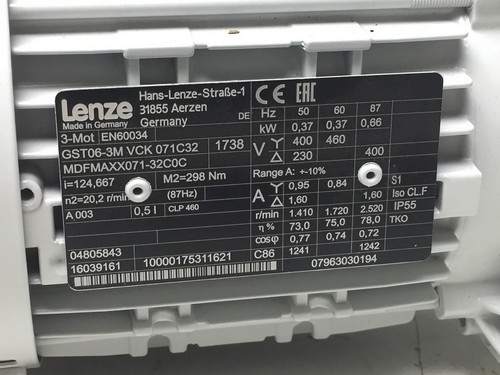 Lenze
Made in Germany
Hans-Lenze-Straße-1
31855 Aerzen
Germany
DE
3-Mot EN60034
GST06-3M VCK 071C32 1738
MDFMAXX071-32C0C
i=124,667 M2=298 Nm
n2=20,2 r/min (87Hz)
A 003 0,5 l CLP 460
04805843
16039161 10000175311621
CE EAC
Hz 50 60 87
kW 0,37 0,37 0,66
V 400 460
230 400
Range A: +-10%
A 0,95 0,84
1,60 1,60
r/min 1.410 1.720 2.520
η % 73,0 75,0 78,0
cosφ 0,77 0,74 0,72
C86 1241 1242
S1
Iso CL.F
IP55
TKO
07963030194